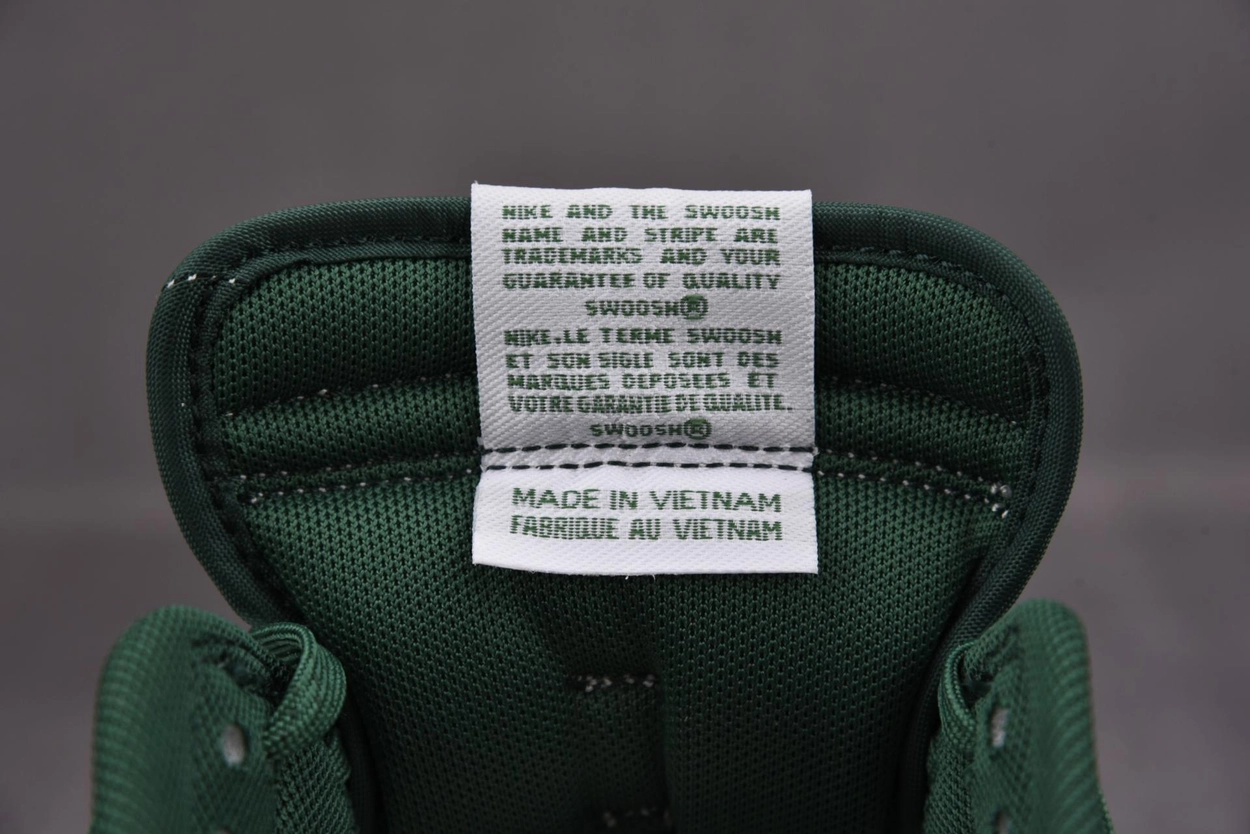 NIKE AND THE SWOOSH
NAME AND STRIPE ARE
TRADEMARKS AND YOUR
GUARANTEE OF QUALITY
SWOOSH®
NIKE.LE TERME SWOOSH
ET SON SIGLE SONT DES
MARQUES DEPOSEES ET
VOTRE GARANTIE DE QUALITE.
SWOOSH®
MADE IN VIETNAM
FABRIQUE AU VIETNAM